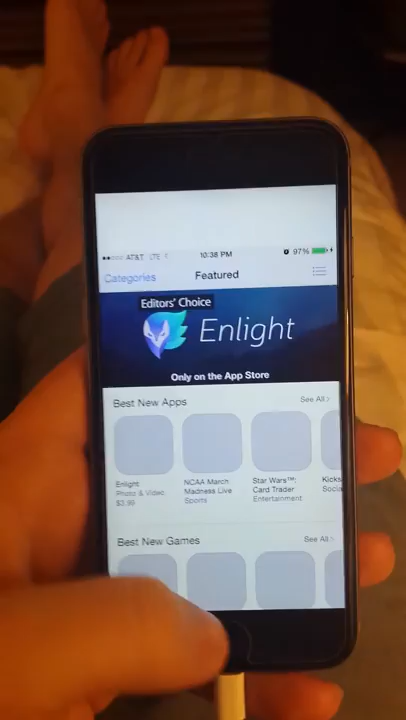 AT&T LTE 10:38 PM 97%
Categories Featured
Editors' Choice
Enlight
Only on the App Store
Best New Apps See All >
Enlight NCAA March Star Wars™: Kicks
Photo & Video Madness Live Card Trader Socia
$3.99 Sports Entertainment
Best New Games See All >